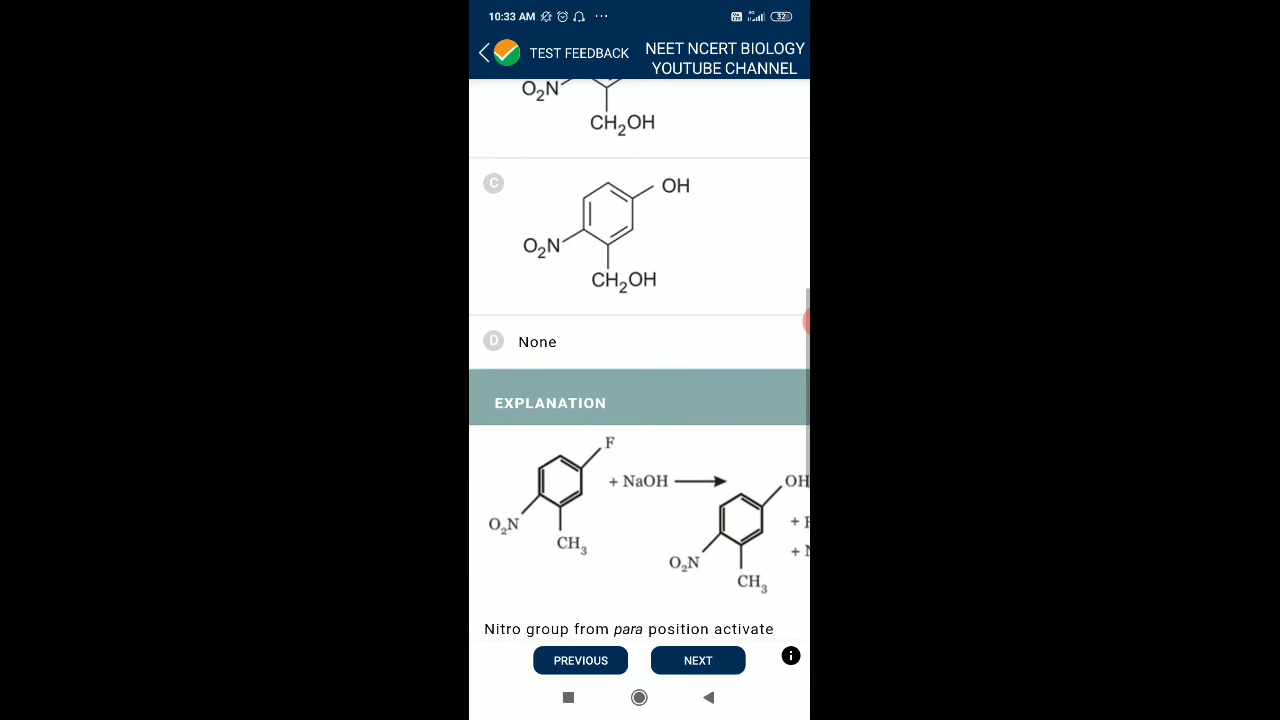 10:33 AM ... 32
TEST FEEDBACK
NEET NCERT BIOLOGY
YOUTUBE CHANNEL
O₂N
CH₂OH
C
OH
O₂N
CH₂OH
D None
EXPLANATION
F
+ NaOH
O₂N
CH₃
OH
O₂N
CH₃
Nitro group from para position activate
PREVIOUS NEXT